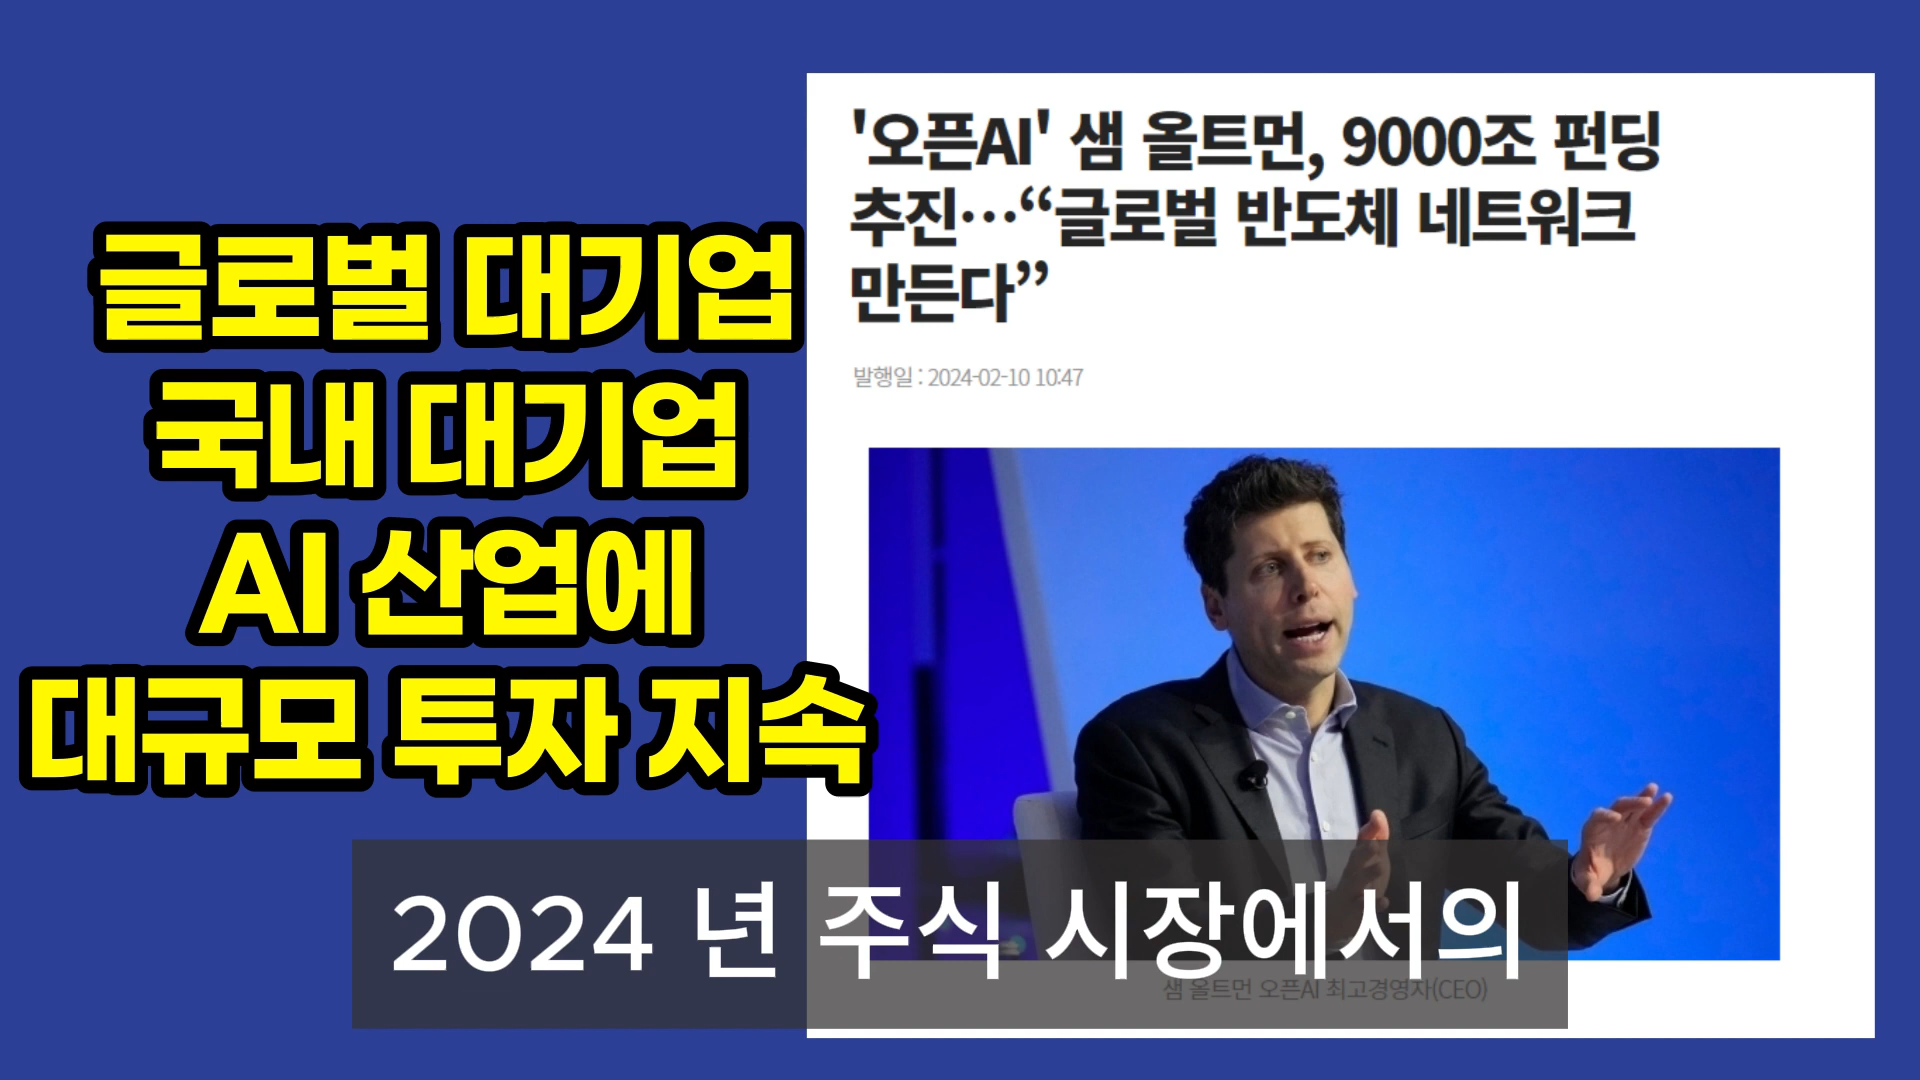 글로벌 대기업
국내 대기업
AI 산업에
대규모 투자 지속
'오픈AI' 샘 올트먼, 9000조 펀딩
추진…“글로벌 반도체 네트워크
만든다”
발행일 : 2024-02-10 10:47
샘 올트먼 오픈AI 최고경영자(CEO)
2024 년 주식 시장에서의